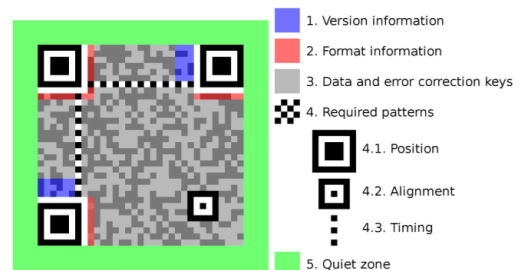 1. Version information
2. Format information
3. Data and error correction keys
4. Required patterns
4.1. Position
4.2. Alignment
4.3. Timing
5. Quiet zone